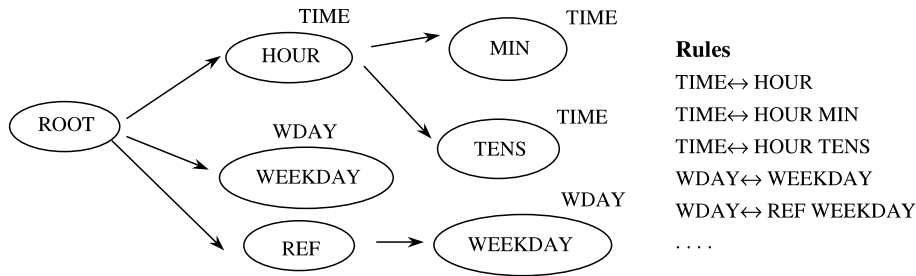 TIME
HOUR
TIME
MIN
ROOT
WDAY
WEEKDAY
TIME
TENS
REF
WDAY
WEEKDAY
Rules
TIME↔ HOUR
TIME↔ HOUR MIN
TIME↔ HOUR TENS
WDAY↔ WEEKDAY
WDAY↔ REF WEEKDAY
. . . .